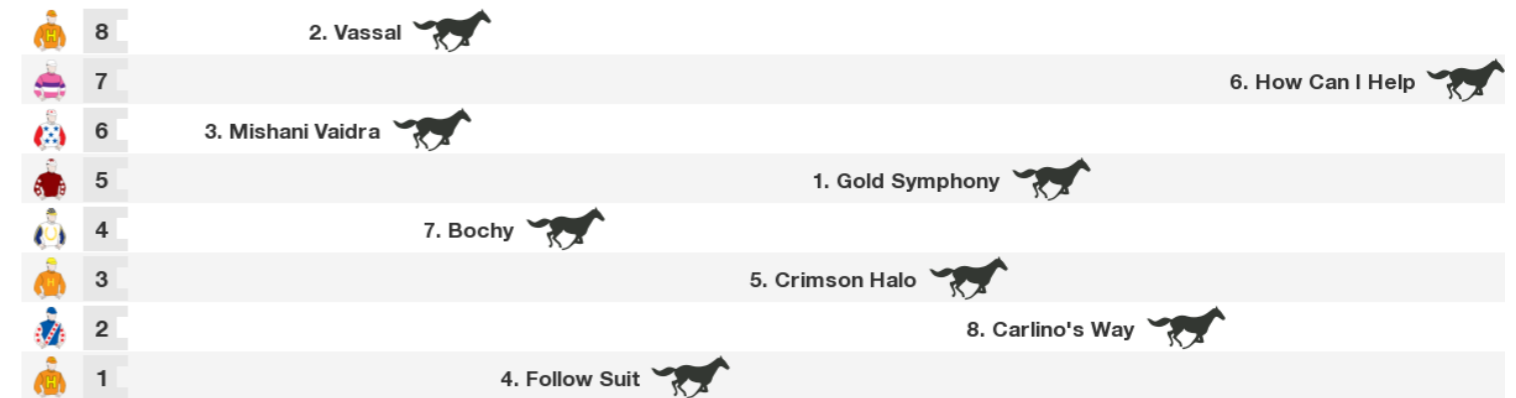 8 2. Vassal
7 6. How Can I Help
6 3. Mishani Vaidra
5 1. Gold Symphony
4 7. Bochy
3 5. Crimson Halo
2 8. Carlino's Way
1 4. Follow Suit